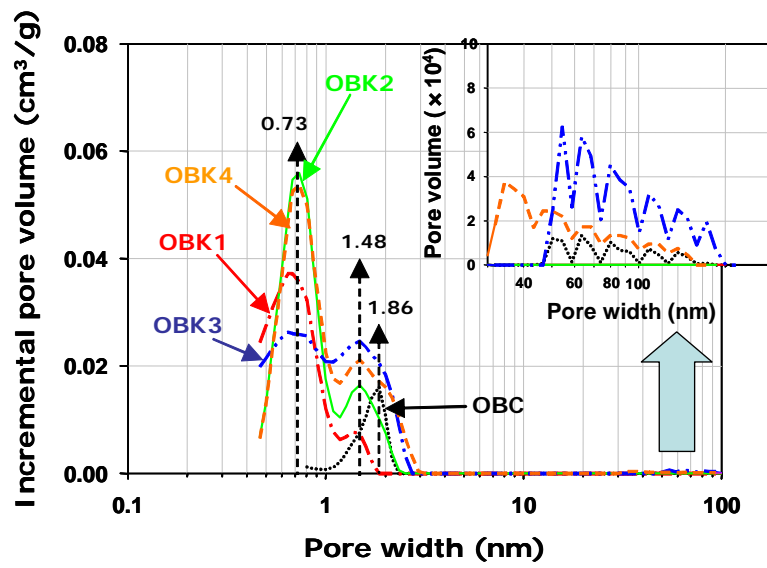 Incremental pore volume (cm³/g)
0.08
0.06
0.04
0.02
0.00
0.1
1
10
100
Pore width (nm)
OBK2
0.73
OBK4
OBK1
OBK3
1.48
1.86
OBC
Pore volume (×10⁴)
10
8
6
4
2
0
40
60
80
100
Pore width (nm)